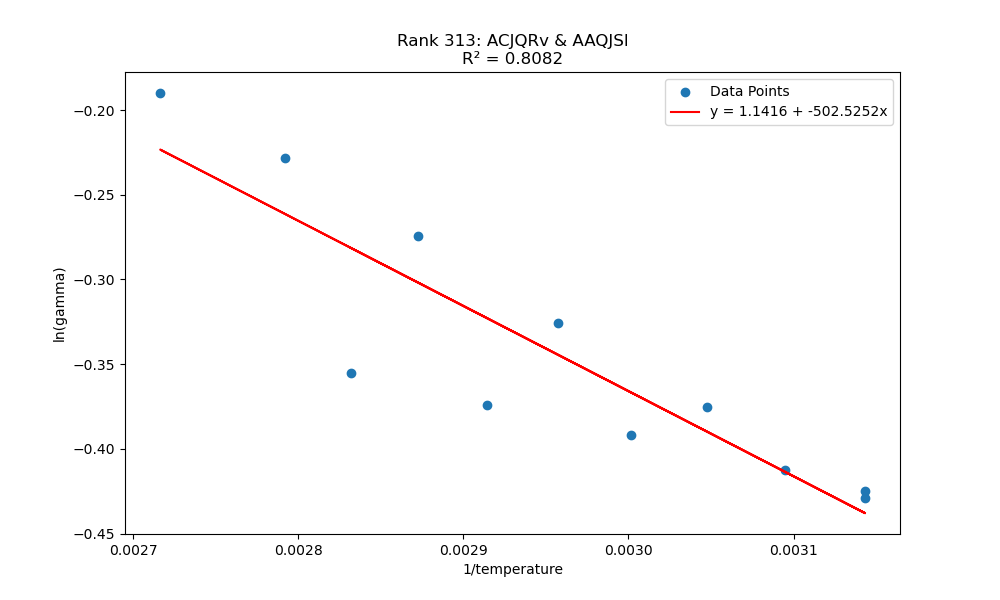 Rank 313: ACJQRv & AAQJSl
R² = 0.8082
Data Points
y = 1.1416 + -502.5252x
ln(gamma)
−0.20
−0.25
−0.30
−0.35
−0.40
−0.45
0.0027
0.0028
0.0029
0.0030
0.0031
1/temperature